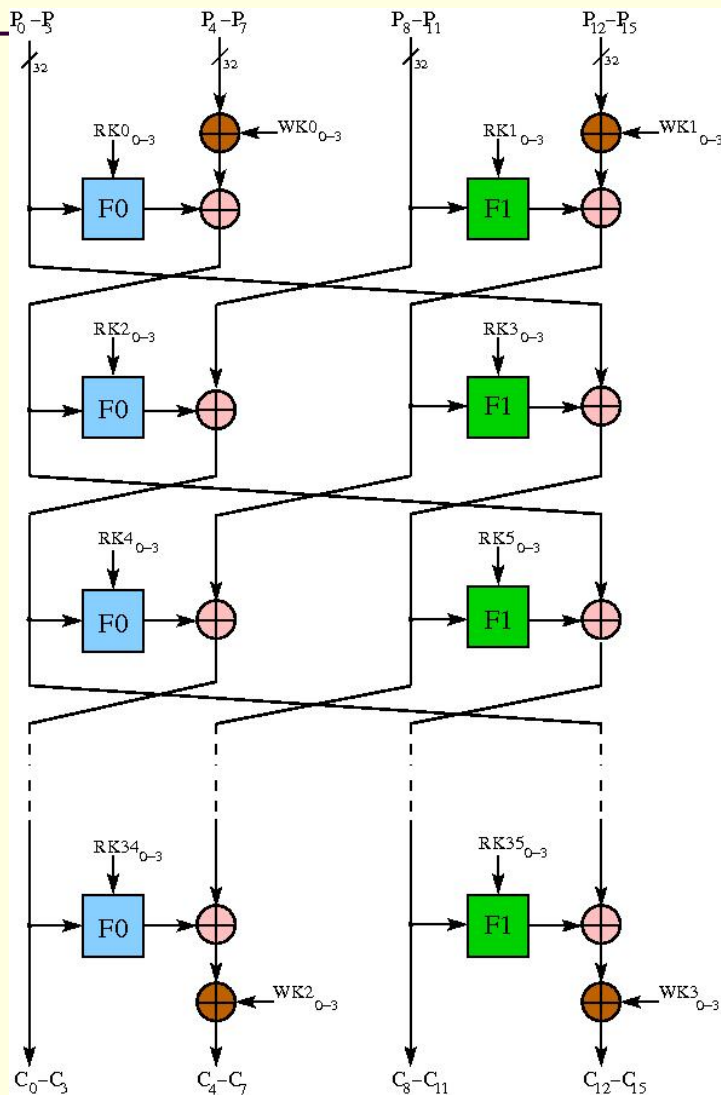 P0–P3 P4–P7 P8–P11 P12–P15
32 32 32 32
RK00–3 WK00–3 RK10–3 WK10–3
F0 F1
RK20–3 RK30–3
F0 F1
RK40–3 RK50–3
F0 F1
RK340–3 RK350–3
F0 F1
WK20–3 WK30–3
C0–C3 C4–C7 C8–C11 C12–C15